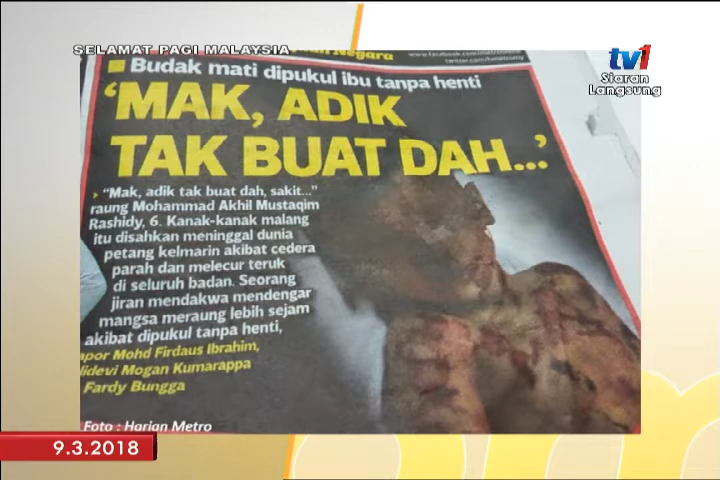 SELAMAT PAGI MALAYSIA
tv1
Siaran
Langsung
Negara
Budak mati dipukul ibu tanpa henti
‘MAK, ADIK
TAK BUAT DAH...’
“Mak, adik tak buat dah, sakit...”
raung Mohammad Akhil Mustaqim
Rashidy, 6. Kanak-kanak malang
itu disahkan meninggal dunia
petang kelmarin akibat cedera
parah dan melecur teruk
di seluruh badan. Seorang
jiran mendakwa mendengar
mangsa meraung lebih sejam
akibat dipukul tanpa henti,
apor Mohd Firdaus Ibrahim,
idevi Mogan Kumarappa
Fardy Bungga
Foto : Harian Metro
9.3.2018